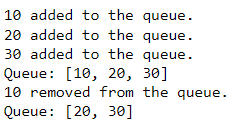 10 added to the queue.
20 added to the queue.
30 added to the queue.
Queue: [10, 20, 30]
10 removed from the queue.
Queue: [20, 30]